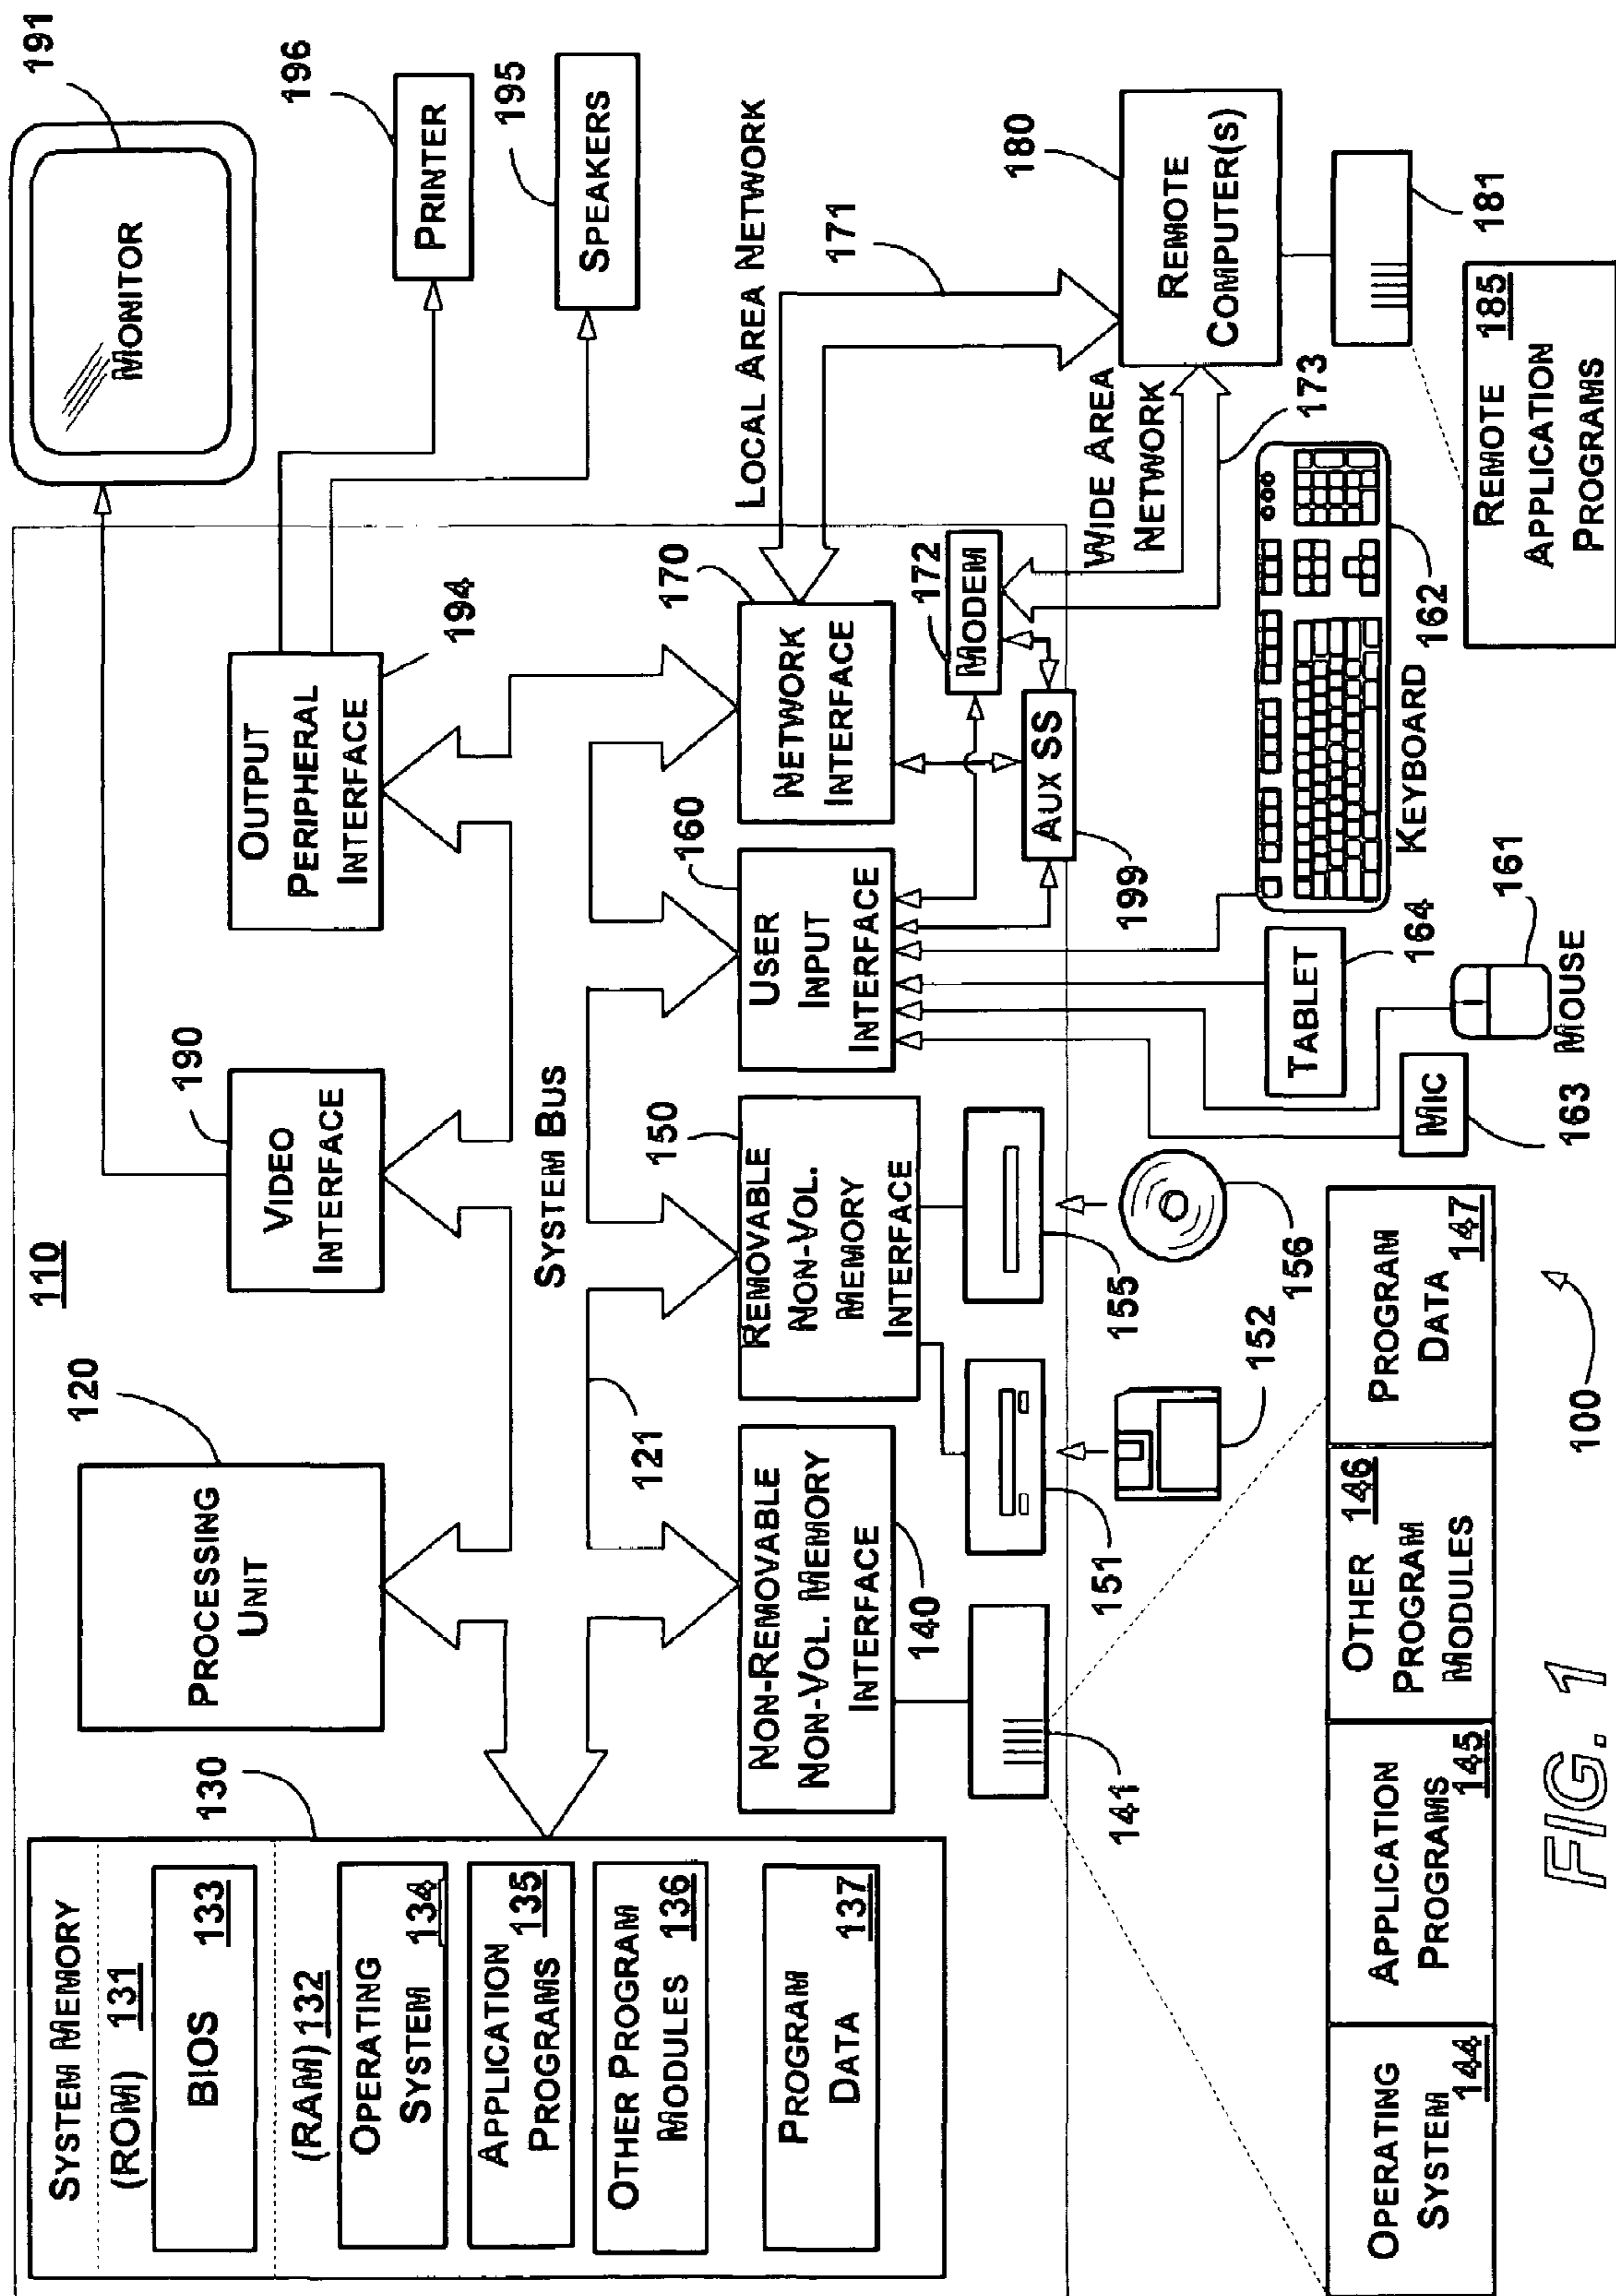 SYSTEM MEMORY
(ROM) 131
BIOS 133
(RAM) 132
OPERATING
SYSTEM 134
APPLICATION
PROGRAMS 135
OTHER PROGRAM
MODULES 136
PROGRAM
DATA 137
130
110
120
PROCESSING
UNIT
190
VIDEO
INTERFACE
OUTPUT
PERIPHERAL
INTERFACE
194
191
MONITOR
196
PRINTER
195
SPEAKERS
SYSTEM BUS
121
NON-REMOVABLE
NON-VOL. MEMORY
INTERFACE
140
150
REMOVABLE
NON-VOL.
MEMORY
INTERFACE
160
USER
INPUT
INTERFACE
170
NETWORK
INTERFACE
LOCAL AREA NETWORK
171
172
MODEM
AUX SS
199
WIDE AREA
NETWORK
173
180
REMOTE
COMPUTER(S)
181
REMOTE 185
APPLICATION
PROGRAMS
141
151
152
155
156
MIC
163
TABLET
164
MOUSE
161
KEYBOARD
162
OPERATING
SYSTEM 144
APPLICATION
PROGRAMS 145
OTHER 146
PROGRAM
MODULES
PROGRAM
DATA 147
100
FIG. 1